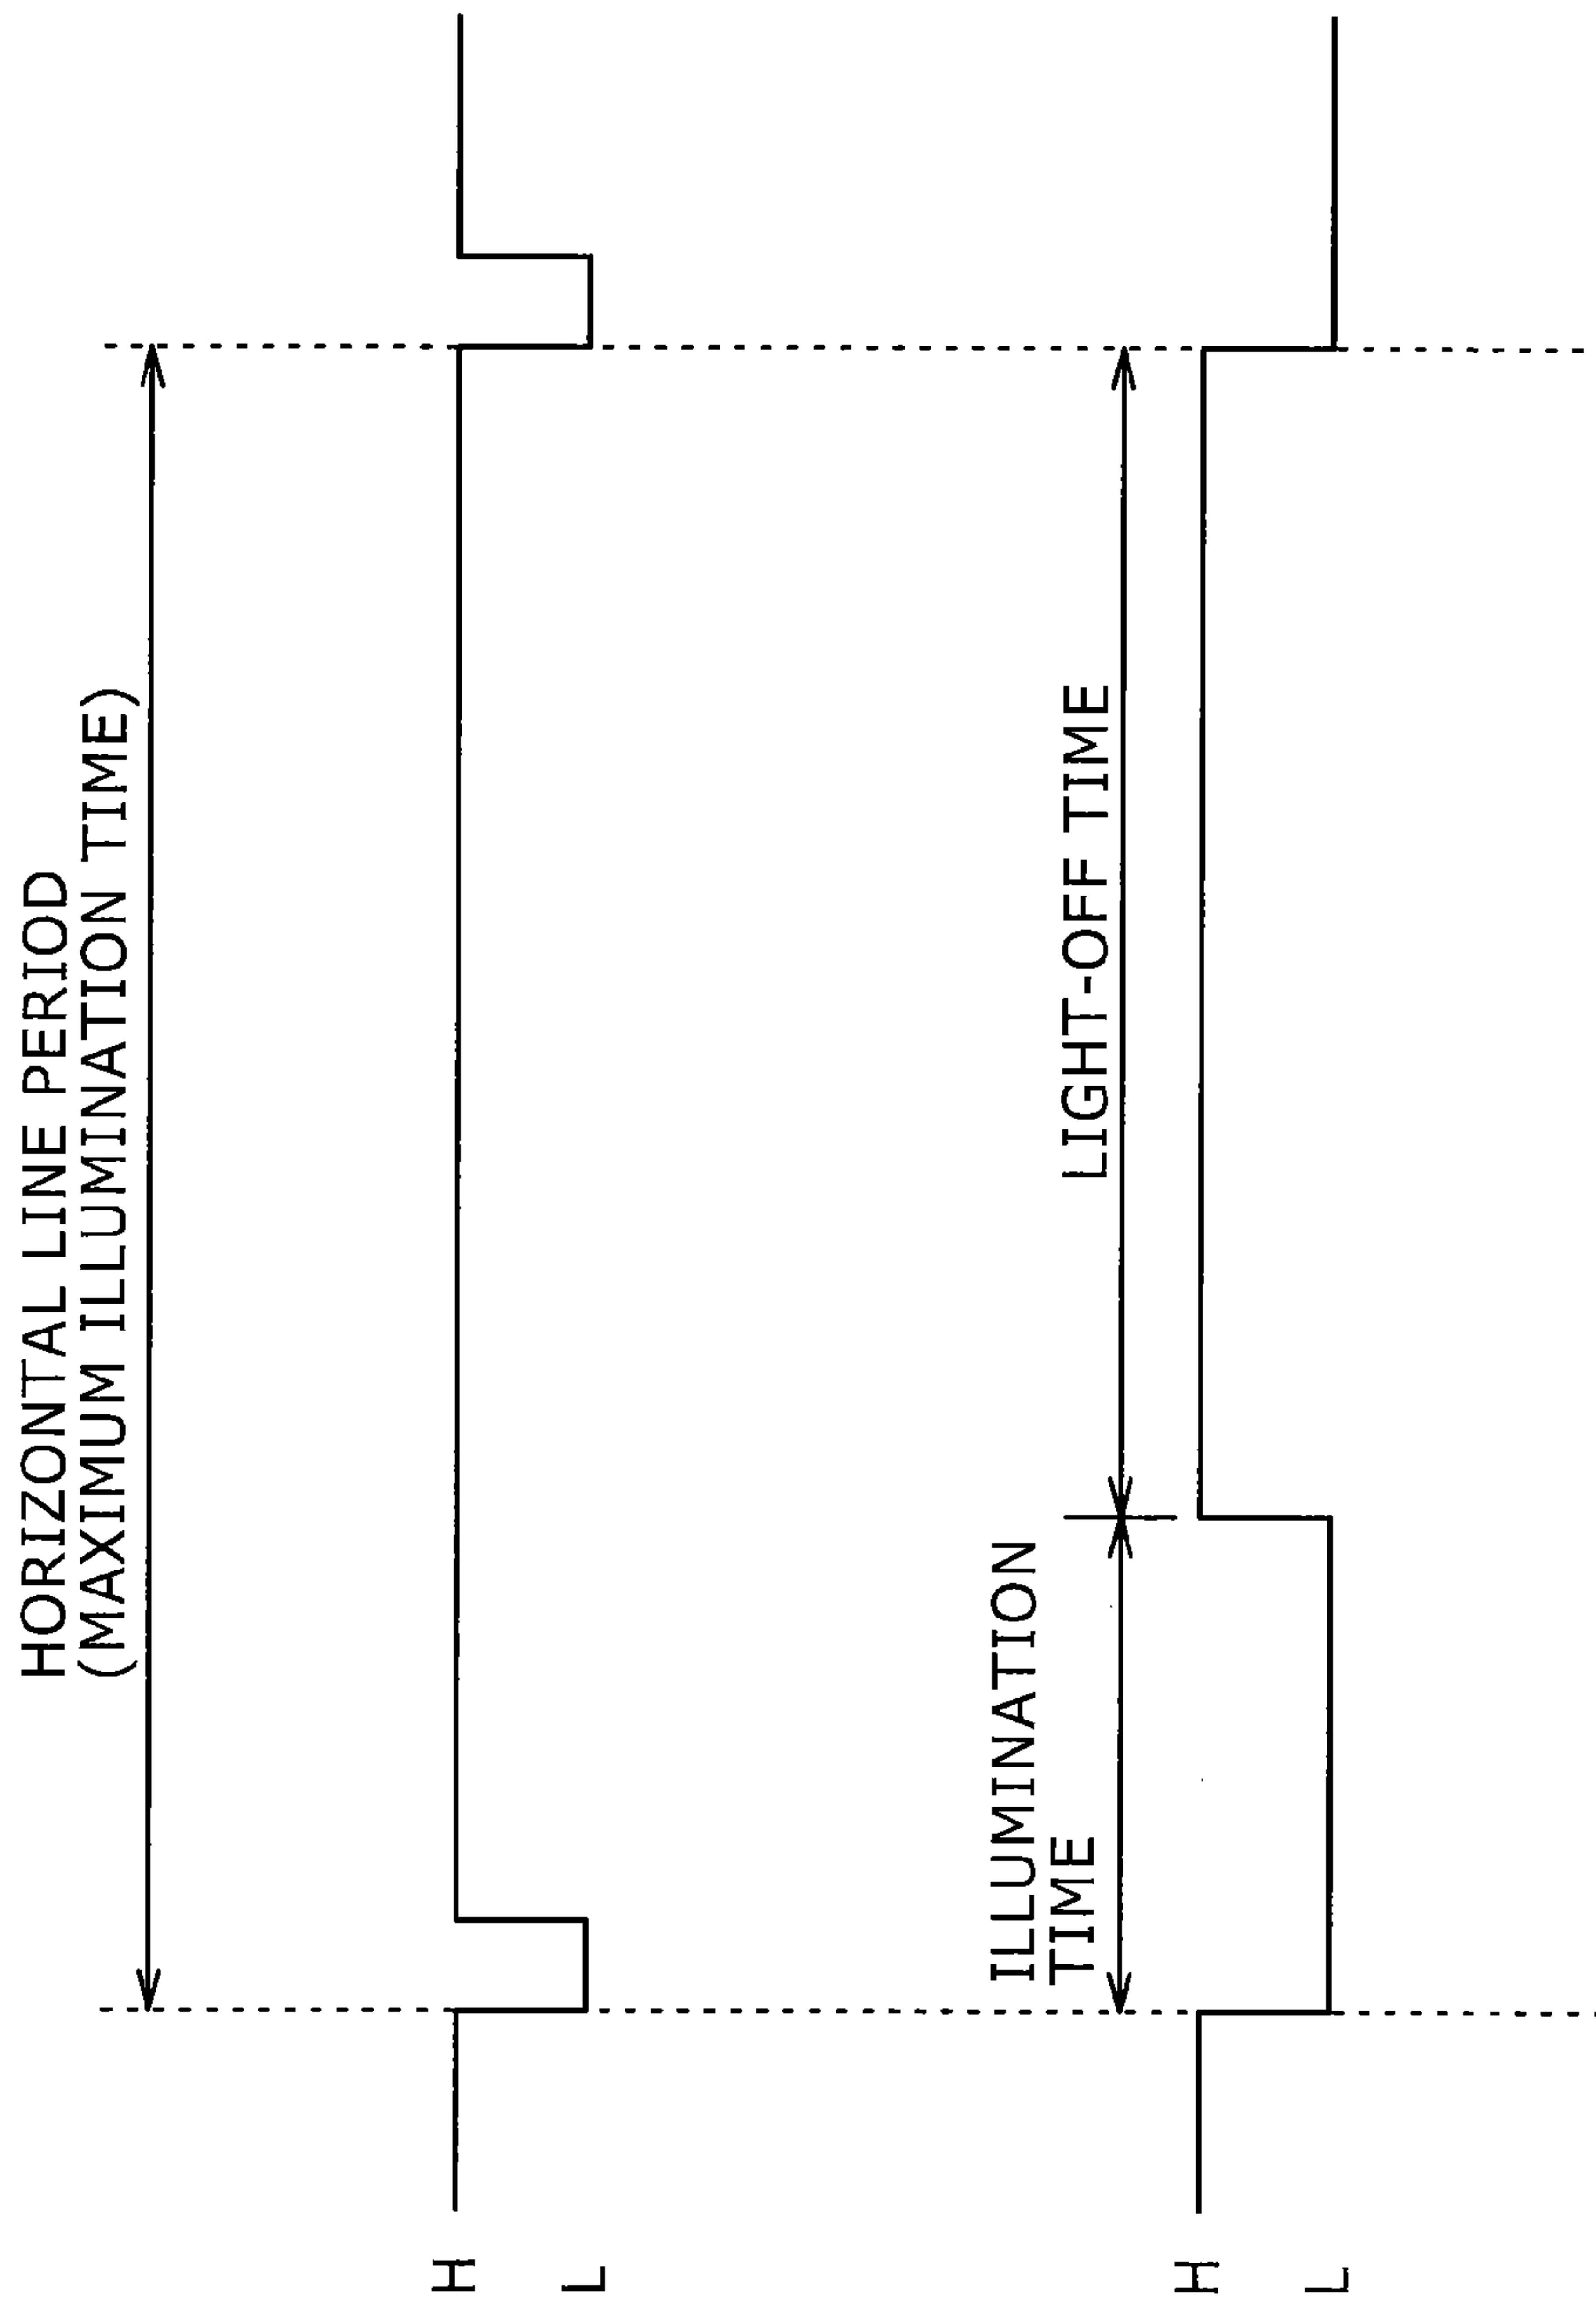 HORIZONTAL LINE PERIOD
(MAXIMUM ILLUMINATION TIME)
H
L
ILLUMINATION
TIME
LIGHT-OFF TIME
H
L